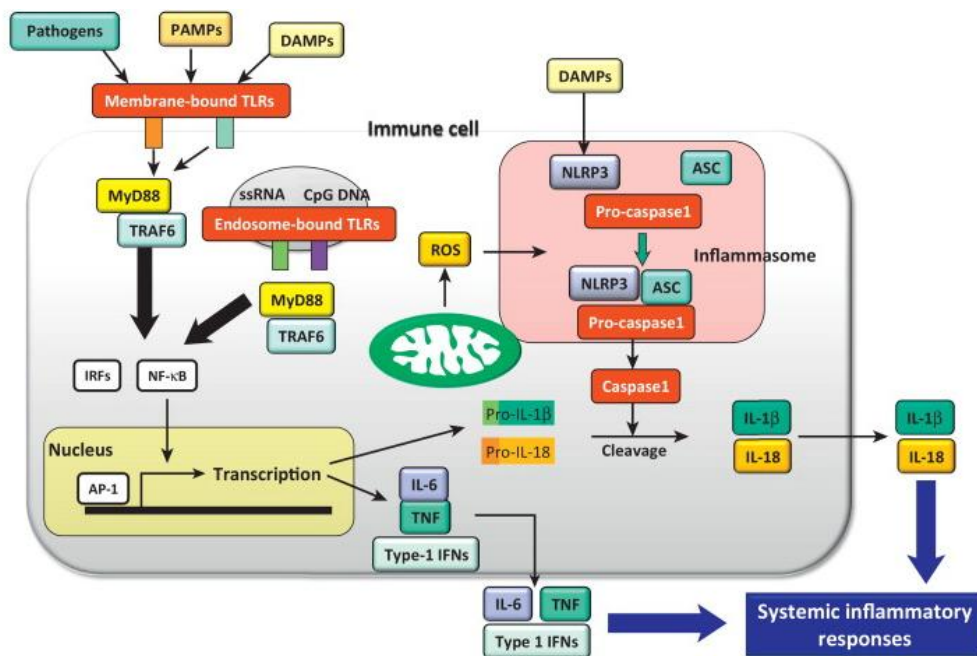 Pathogens
PAMPs
DAMPs
Membrane-bound TLRs
DAMPs
Immune cell
NLRP3
ASC
MyD88
TRAF6
ssRNA CpG DNA
Endosome-bound TLRs
Pro-caspase1
ROS
Inflammasome
NLRP3
ASC
Pro-caspase1
MyD88
TRAF6
IRFs
NF-κB
Caspase1
Pro-IL-1β
Pro-IL-18
Cleavage
IL-1β
IL-18
IL-1β
IL-18
Nucleus
AP-1
Transcription
IL-6
TNF
Type-1 IFNs
IL-6
TNF
Type 1 IFNs
Systemic inflammatory
responses